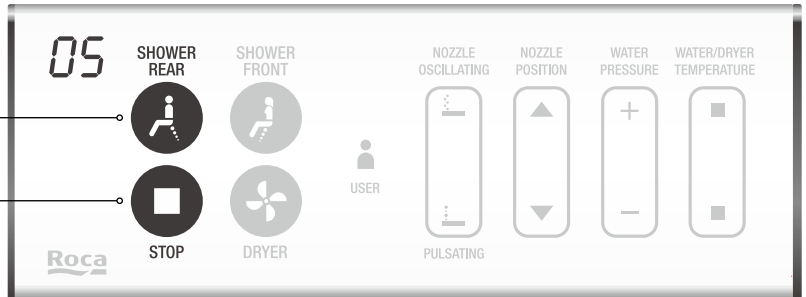 05
SHOWER
REAR
SHOWER
FRONT
NOZZLE
OSCILLATING
NOZZLE
POSITION
WATER
PRESSURE
WATER/DRYER
TEMPERATURE
USER
STOP
DRYER
PULSATING
Roca